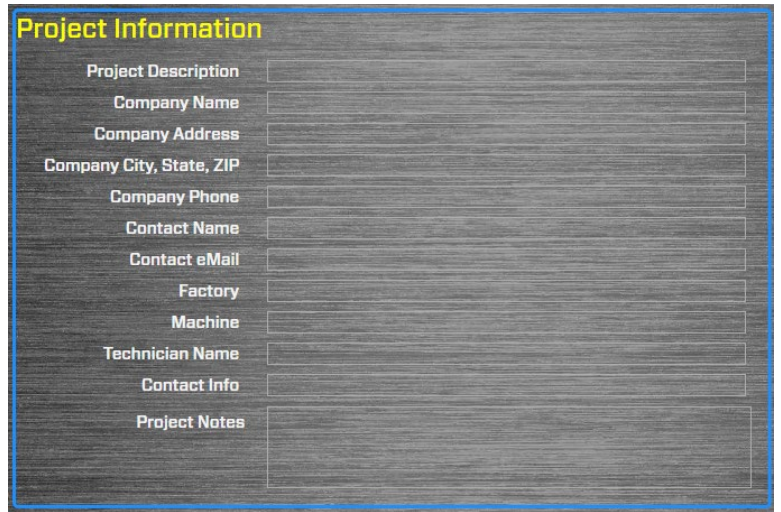 Project Information
Project Description
Company Name
Company Address
Company City, State, ZIP
Company Phone
Contact Name
Contact eMail
Factory
Machine
Technician Name
Contact Info
Project Notes